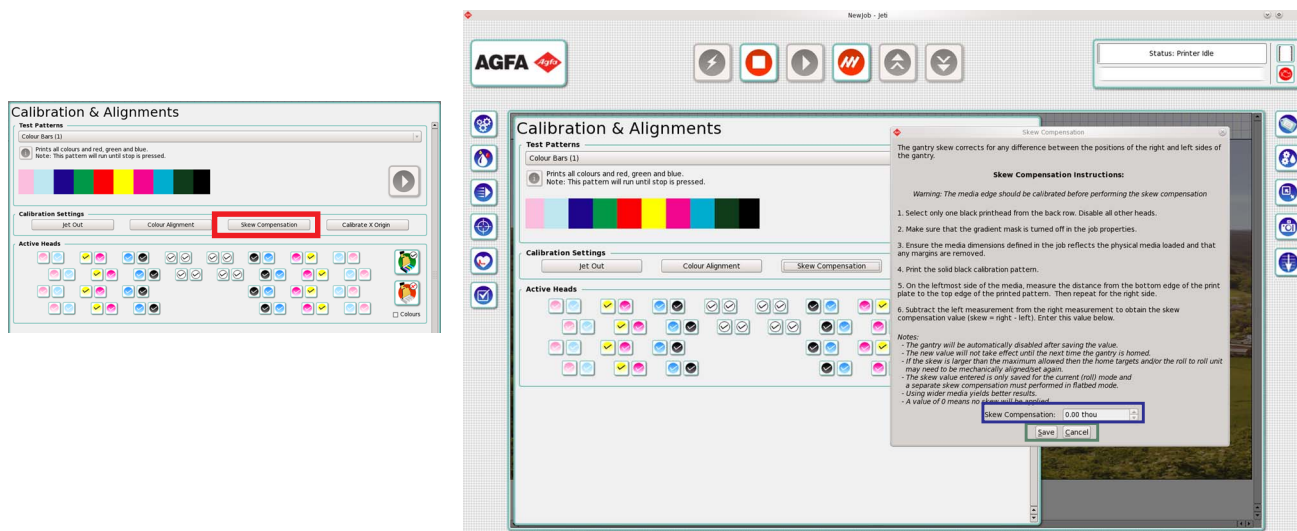 Calibration & Alignments
Test Patterns
Colour Bars (1)
Prints all colours and red, green and blue.
Note: This pattern will run until stop is pressed.
Calibration Settings
Jet Out
Colour Alignment
Skew Compensation
Calibrate X Origin
Active Heads
Colours
NewJob - Jeti
AGFA
Agfa
Status: Printer Idle
Calibration & Alignments
Test Patterns
Colour Bars (1)
Prints all colours and red, green and blue.
Note: This pattern will run until stop is pressed.
Calibration Settings
Jet Out
Colour Alignment
Skew Compensation
Active Heads
Skew Compensation
The gantry skew corrects for any difference between the positions of the right and left sides of
the gantry.
Skew Compensation Instructions:
Warning: The media edge should be calibrated before performing the skew compensation
1. Select only one black printhead from the back row. Disable all other heads.
2. Make sure that the gradient mask is turned off in the job properties.
3. Ensure the media dimensions defined in the job reflects the physical media loaded and that
any margins are removed.
4. Print the solid black calibration pattern.
5. On the leftmost side of the media, measure the distance from the bottom edge of the print
plate to the top edge of the printed pattern. Then repeat for the right side.
6. Subtract the left measurement from the right measurement to obtain the skew
compensation value (skew = right - left). Enter this value below.
Notes:
- The gantry will be automatically disabled after saving the value.
- The new value will not take effect until the next time the gantry is homed.
- If the skew is larger than the maximum allowed then the home targets and/or the roll to roll unit
may need to be mechanically aligned/set again.
- The skew value entered is only saved for the current (roll) mode and
a separate skew compensation must performed in flatbed mode.
- Using wider media yields better results.
- A value of 0 means no skew will be applied.
Skew Compensation: 0.00 thou
Save Cancel